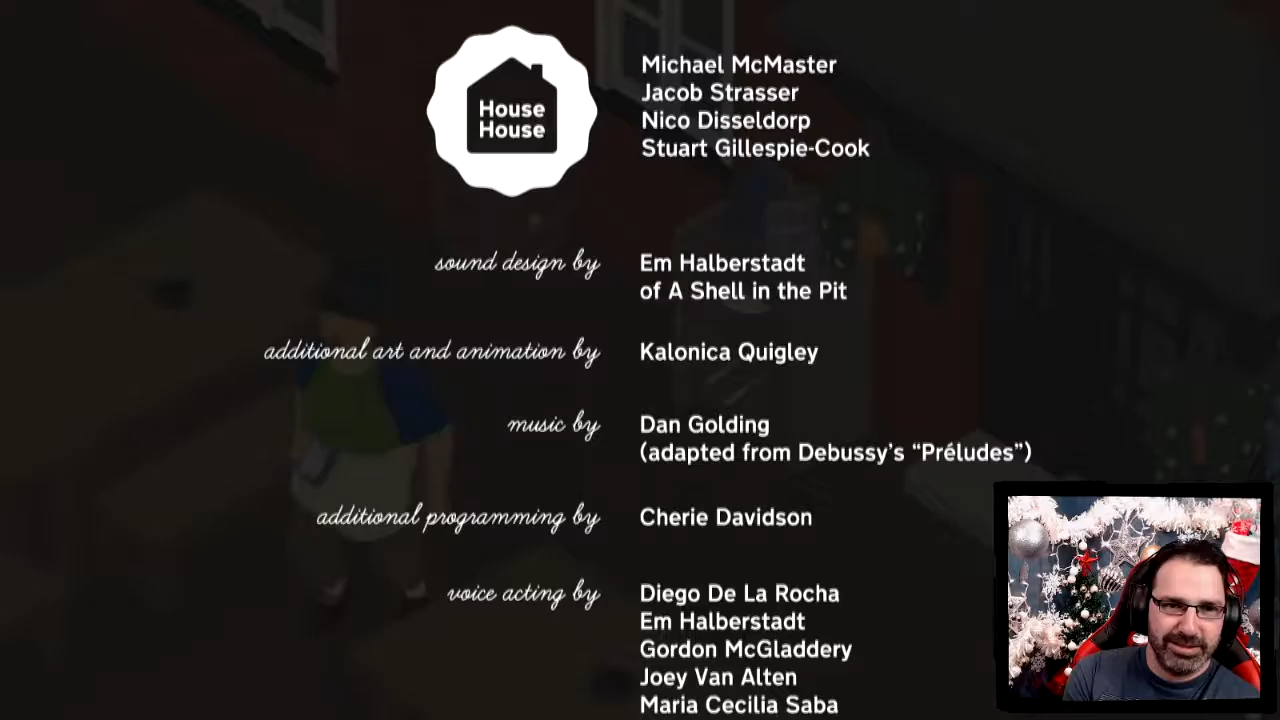 House
House
Michael McMaster
Jacob Strasser
Nico Disseldorp
Stuart Gillespie-Cook
sound design by
Em Halberstadt
of A Shell in the Pit
additional art and animation by
Kalonica Quigley
music by
Dan Golding
(adapted from Debussy's “Préludes”)
additional programming by
Cherie Davidson
voice acting by
Diego De La Rocha
Em Halberstadt
Gordon McGladdery
Joey Van Alten
Maria Cecilia Saba